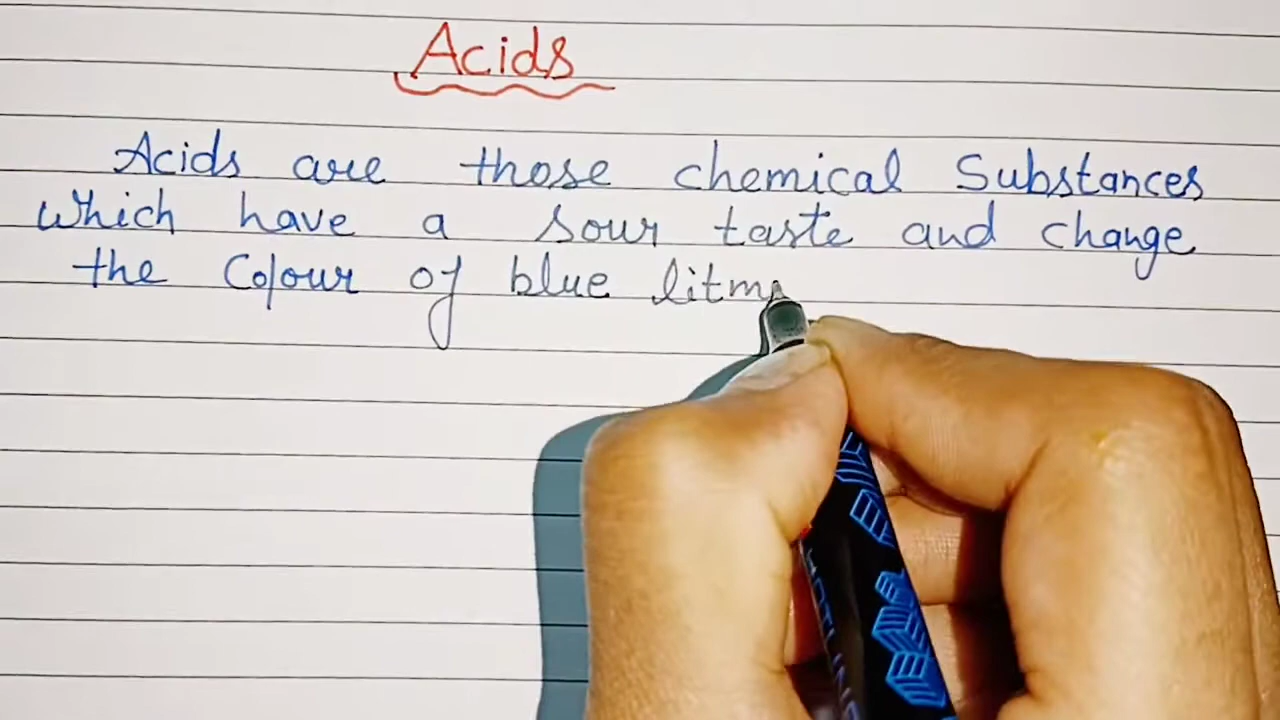 Acids
Acids are those chemical Substances
which have a sour taste and change
the Colour of blue litm